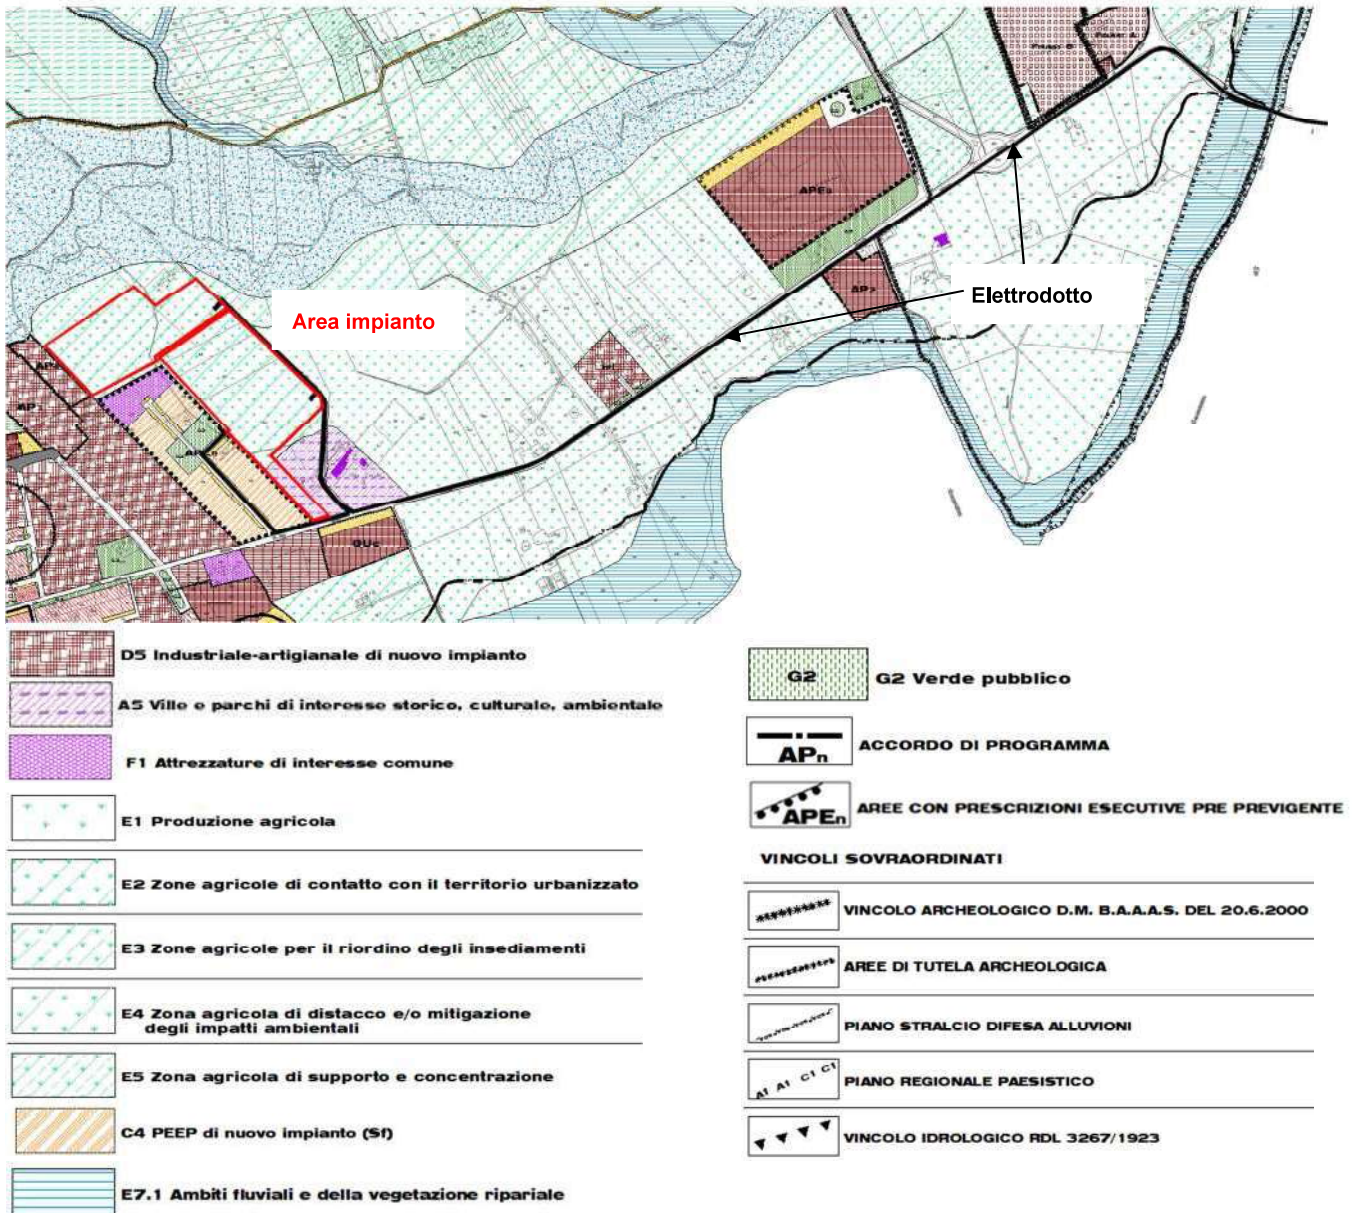 PIANI B
PIANI A
APE3
AP2
Area impianto
Elettrodotto
D5 Industriale-artigianale di nuovo impianto
A5 Ville e parchi di interesse storico, culturale, ambientale
F1 Attrezzature di interesse comune
E1 Produzione agricola
E2 Zone agricole di contatto con il territorio urbanizzato
E3 Zone agricole per il riordino degli insediamenti
E4 Zona agricola di distacco e/o mitigazione
degli impatti ambientali
E5 Zona agricola di supporto e concentrazione
C4 PEEP di nuovo impianto (Sf)
E7.1 Ambiti fluviali e della vegetazione ripariale
G2
G2 Verde pubblico
APn
ACCORDO DI PROGRAMMA
APEn
AREE CON PRESCRIZIONI ESECUTIVE PRE PREVIGENTE
VINCOLI SOVRAORDINATI
VINCOLO ARCHEOLOGICO D.M. B.A.A.A.S. DEL 20.6.2000
AREE DI TUTELA ARCHEOLOGICA
PIANO STRALCIO DIFESA ALLUVIONI
A1 A1 C1 C1
PIANO REGIONALE PAESISTICO
VINCOLO IDROLOGICO RDL 3267/1923